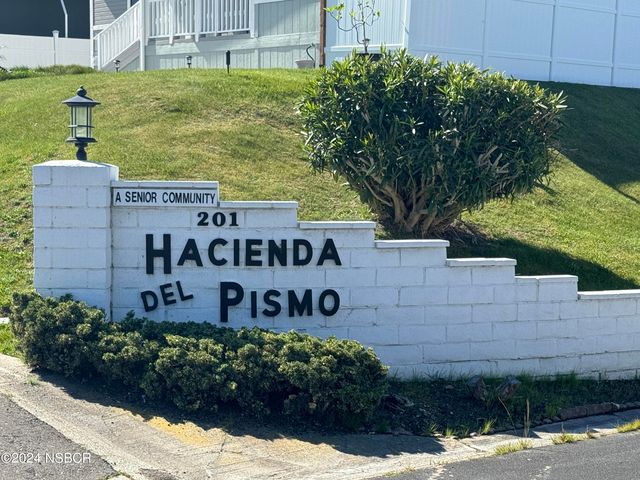 A SENIOR COMMUNITY
201
HACIENDA
DEL PISMO
©2024 NSBCR